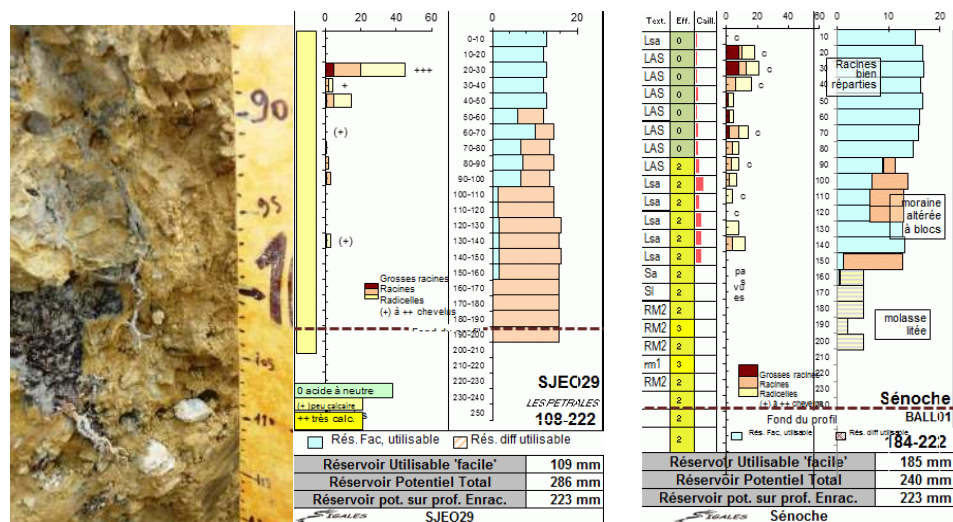 90
95
105
110
0 20 40 60
0 20
0-10
10-20
20-30
30-40
40-50
50-60
60-70
70-80
80-90
90-100
100-110
110-120
120-130
130-140
140-150
150-160
160-170
170-180
180-190
190-200
200-210
210-220
220-230
230-240
250
+++
+
(+)
(+)
Grosses racines
Racines
Radicelles
(+) à ++ chevelus
0 acide à neutre
(+)peu calcaire
++ très calc.
SJEO29
LES PETRALES
108-222
Rés. Fac, utilisable
Rés. diff utilisable
Réservoir Utilisable 'facile' 109 mm
Réservoir Potentiel Total 286 mm
Réservoir pot. sur prof. Enrac. 223 mm
SIGALES SJEO29
Text. Eff. Caill. 0 20 40 60 0 10 20
Lsa 0 c 10
LAS 0 c 20
LAS 0 c 30
LAS 0 c 40
LAS 0 50
LAS 0 60
LAS 0 c 70
LAS 2 c 80
Lsa 2 90
Lsa 2 c 100
Lsa 2 c 110
Lsa 2 120
Lsa 2 140
Sa 2 150
Sl 2 160
RM2 2 170
RM2 3 180
RM2 2 190
rm1 3 200
RM2 2 210
2
2
2
220
230
Racines bien réparties
moraine altérée à blocs
molasse litée
Grosses racines
Racines
Radicelles
(+) à ++ chevelus
Sénoche
Fond du profil
BALL01
184-222
Rés. Fac, utilisable
Rés. diff utilisable
Réservoir Utilisable 'facile' 185 mm
Réservoir Potentiel Total 240 mm
Réservoir pot. sur prof. Enrac. 223 mm
SIGALES Sénoche